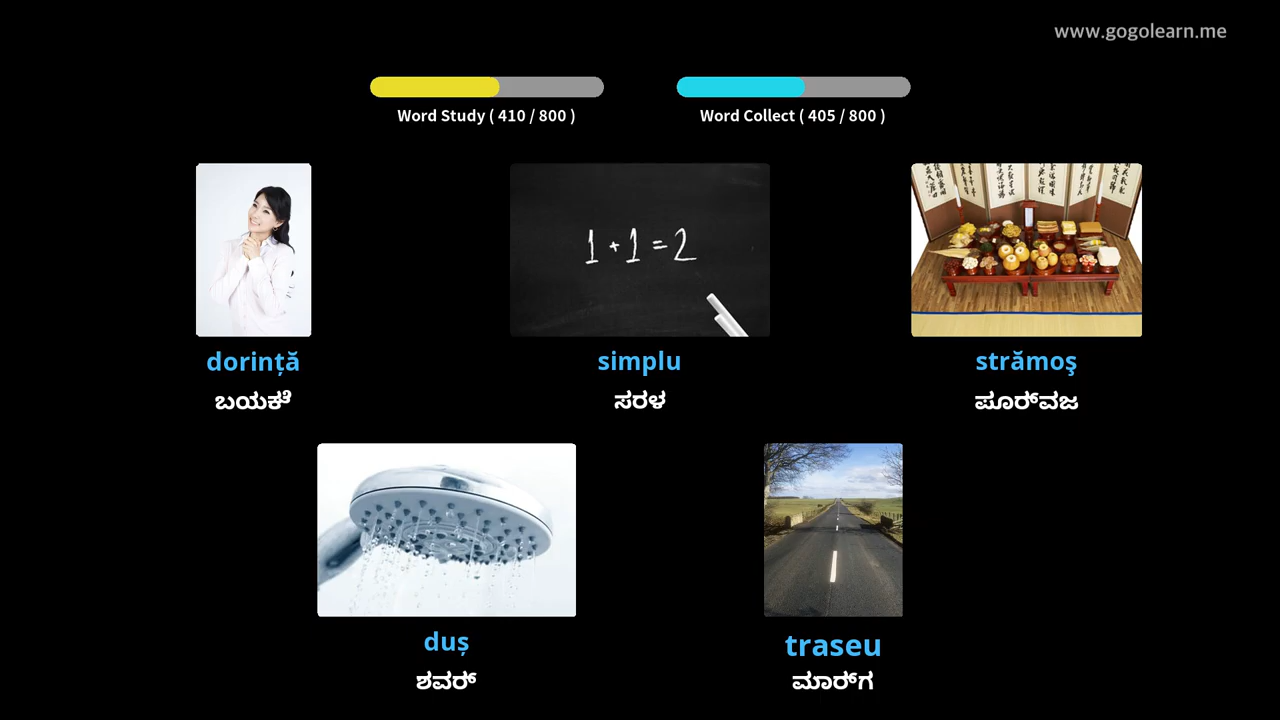 www.gogolearn.me
Word Study ( 410 / 800 )
Word Collect ( 405 / 800 )
1 + 1 = 2
dorință
simplu
strămoş
ಬಯಕೆ
ಸರಳ
ಪೂರ್ವಜ
duș
traseu
ಶವರ್
ಮಾರ್ಗ